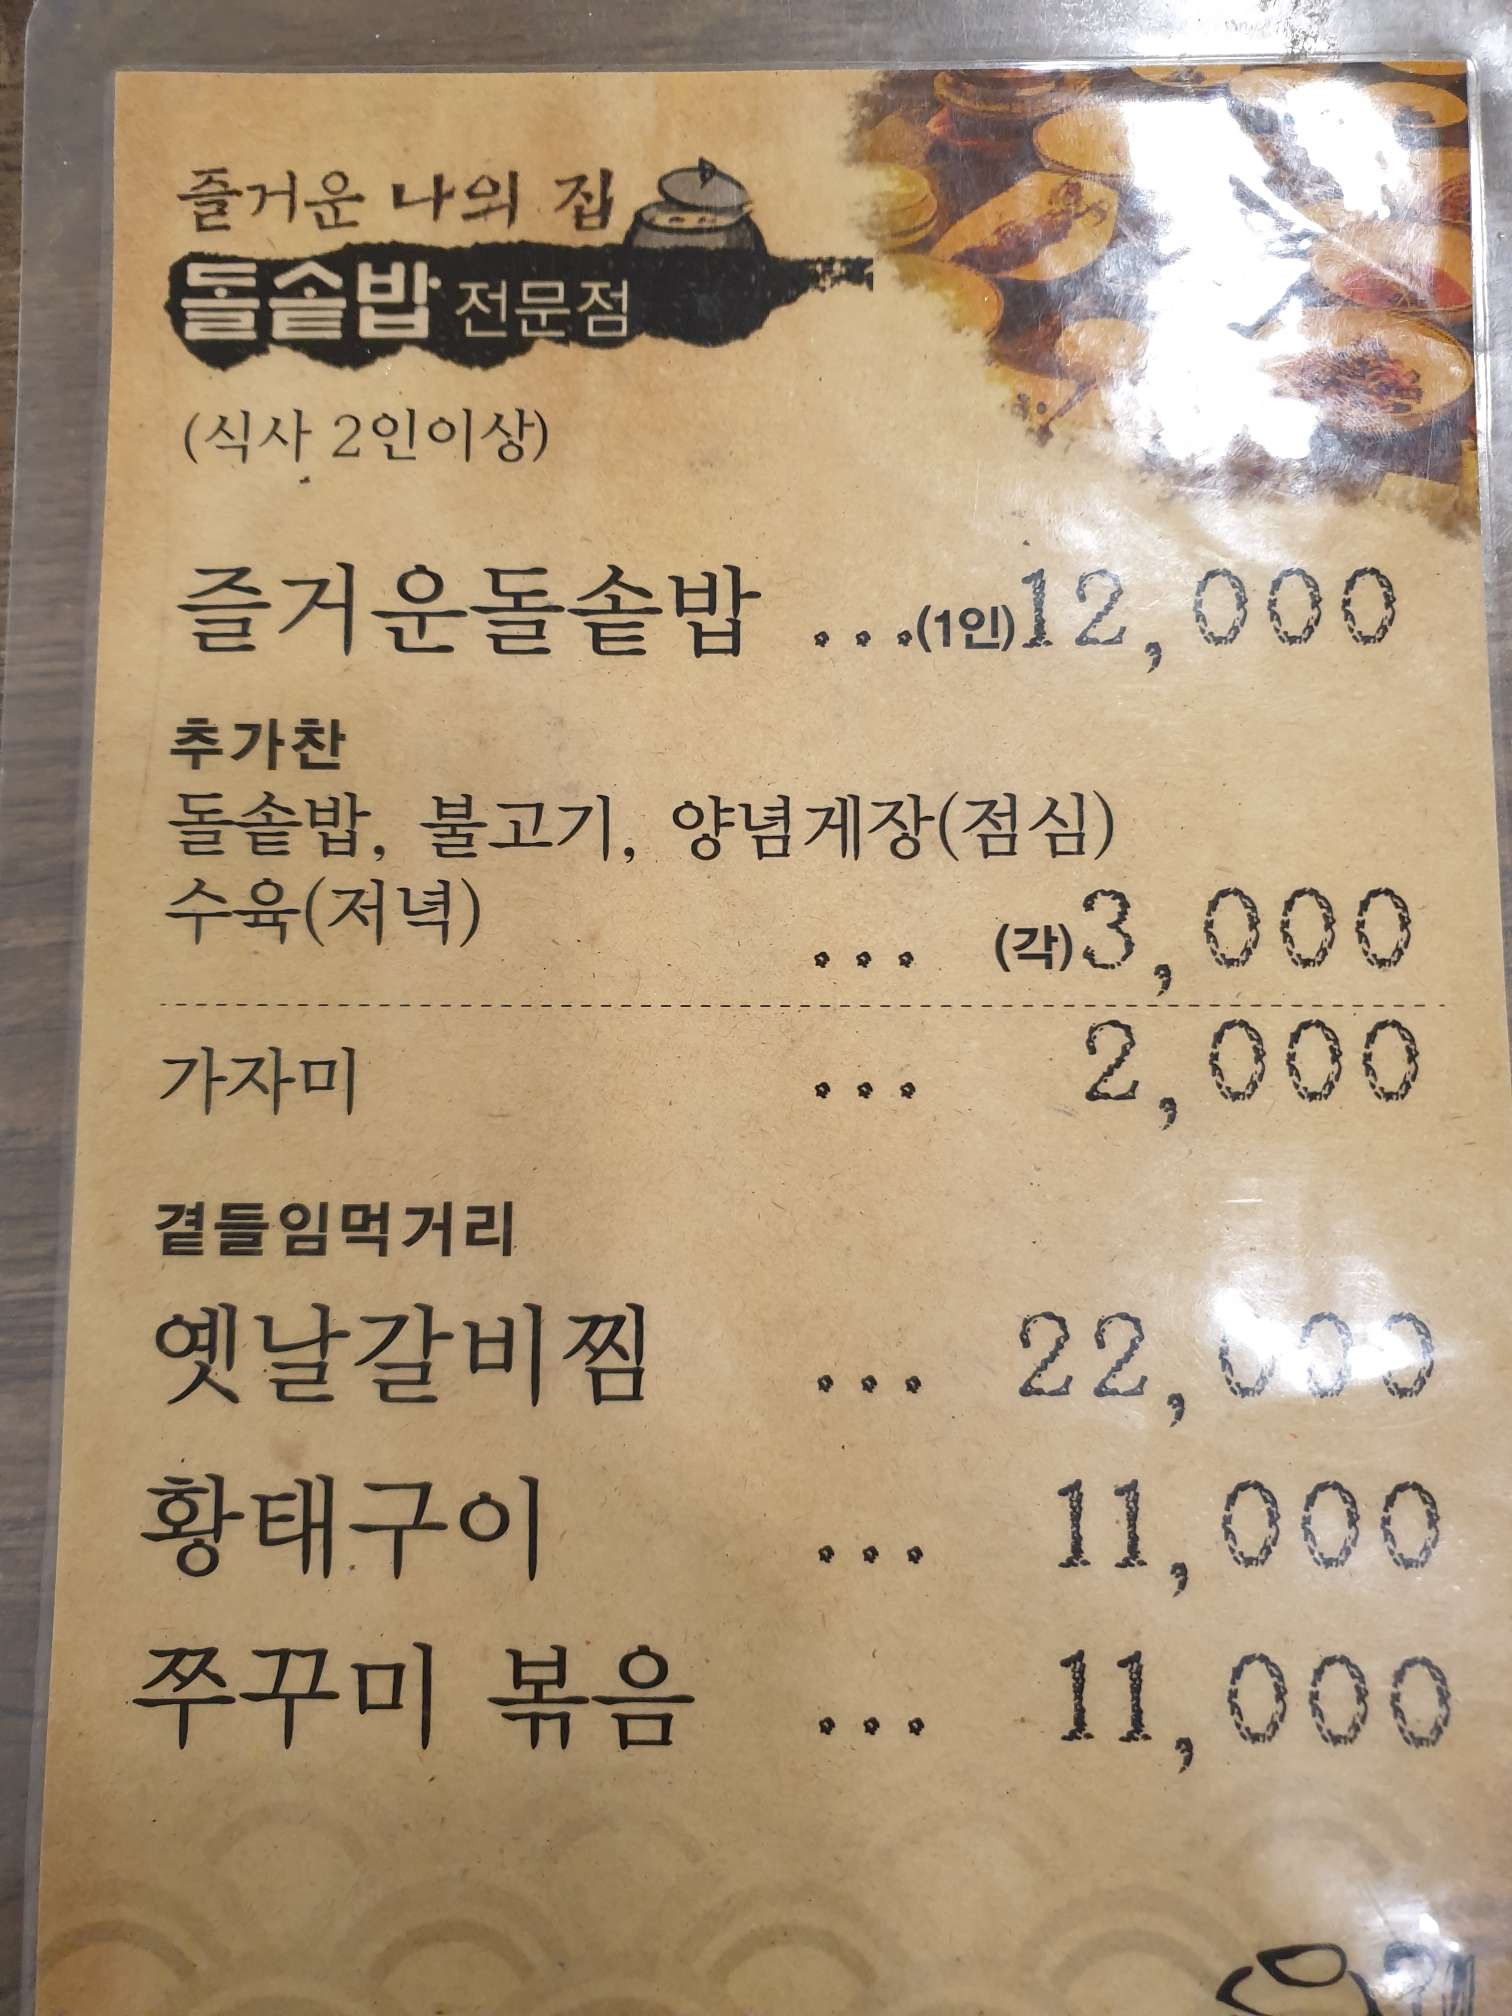 즐거운 나의 집
돌솥밥 전문점
(식사 2인이상)
즐거운돌솥밥 ...(1인)12,000
추가찬
돌솥밥, 불고기, 양념게장(점심)
수육(저녁) ... (각)3,000
가자미 ... 2,000
곁들임먹거리
옛날갈비찜 ... 22,000
황태구이 ... 11,000
쭈꾸미 볶음 ... 11,000